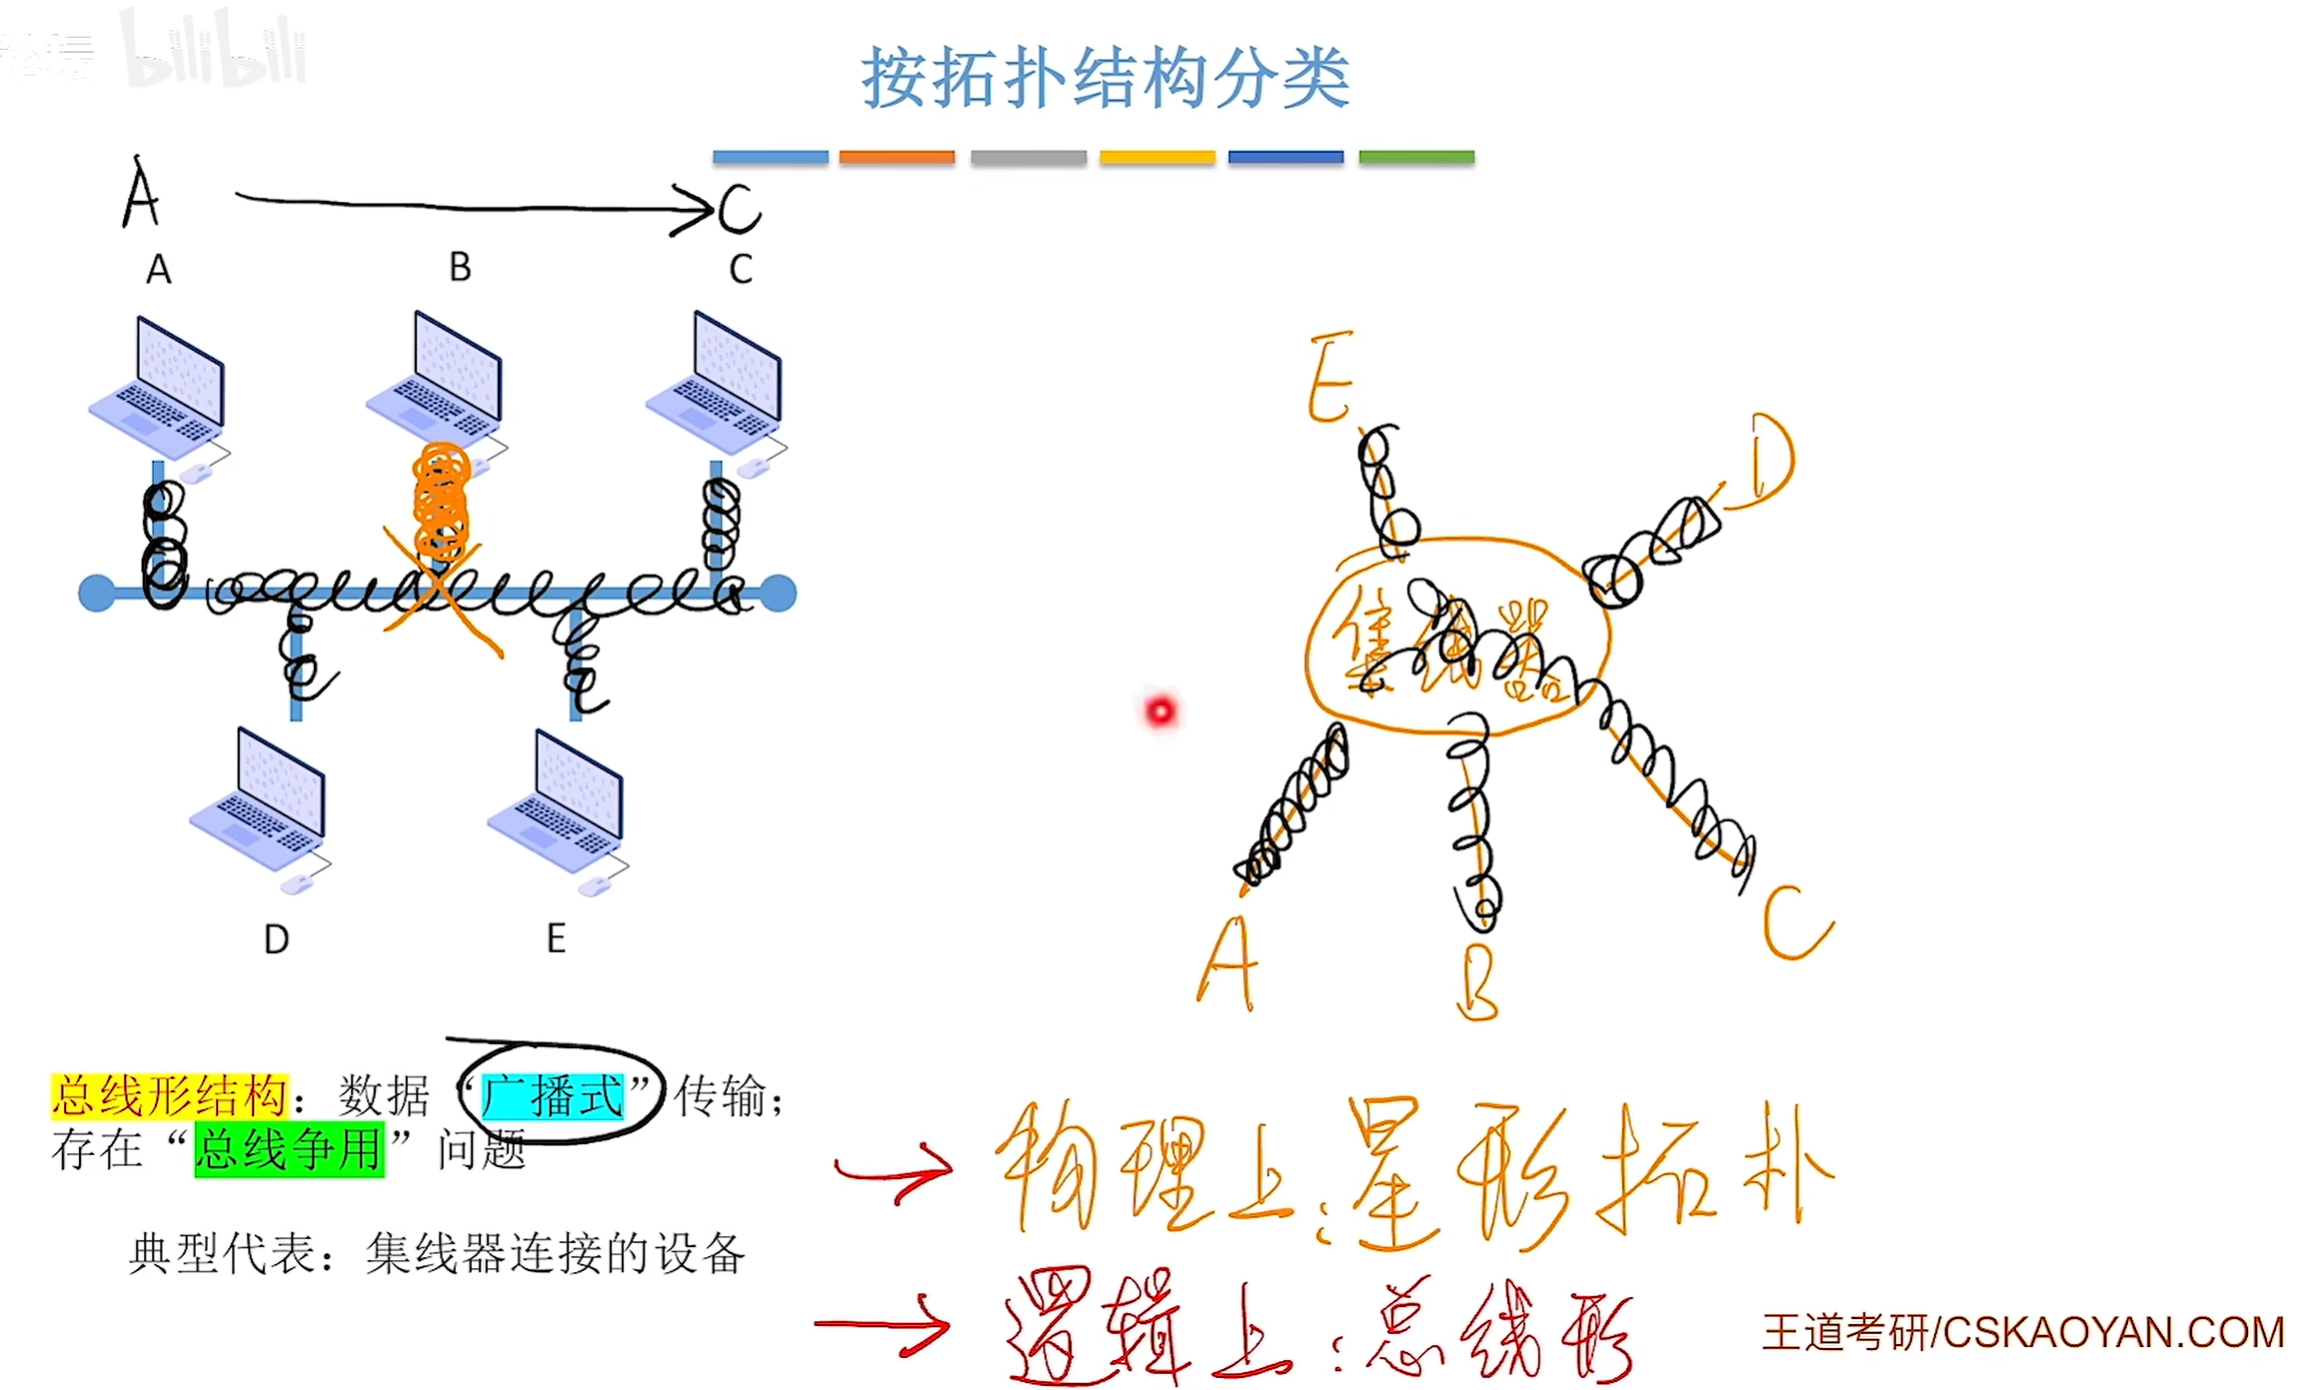 论坛 bilibili
按拓扑结构分类
A C
A B C
E
D
集线器
A B C
D E
总线形结构：数据“广播式”传输；
存在“总线争用”问题
典型代表：集线器连接的设备
物理上：星形拓扑
逻辑上：总线形
王道考研/CSKAOYAN.COM